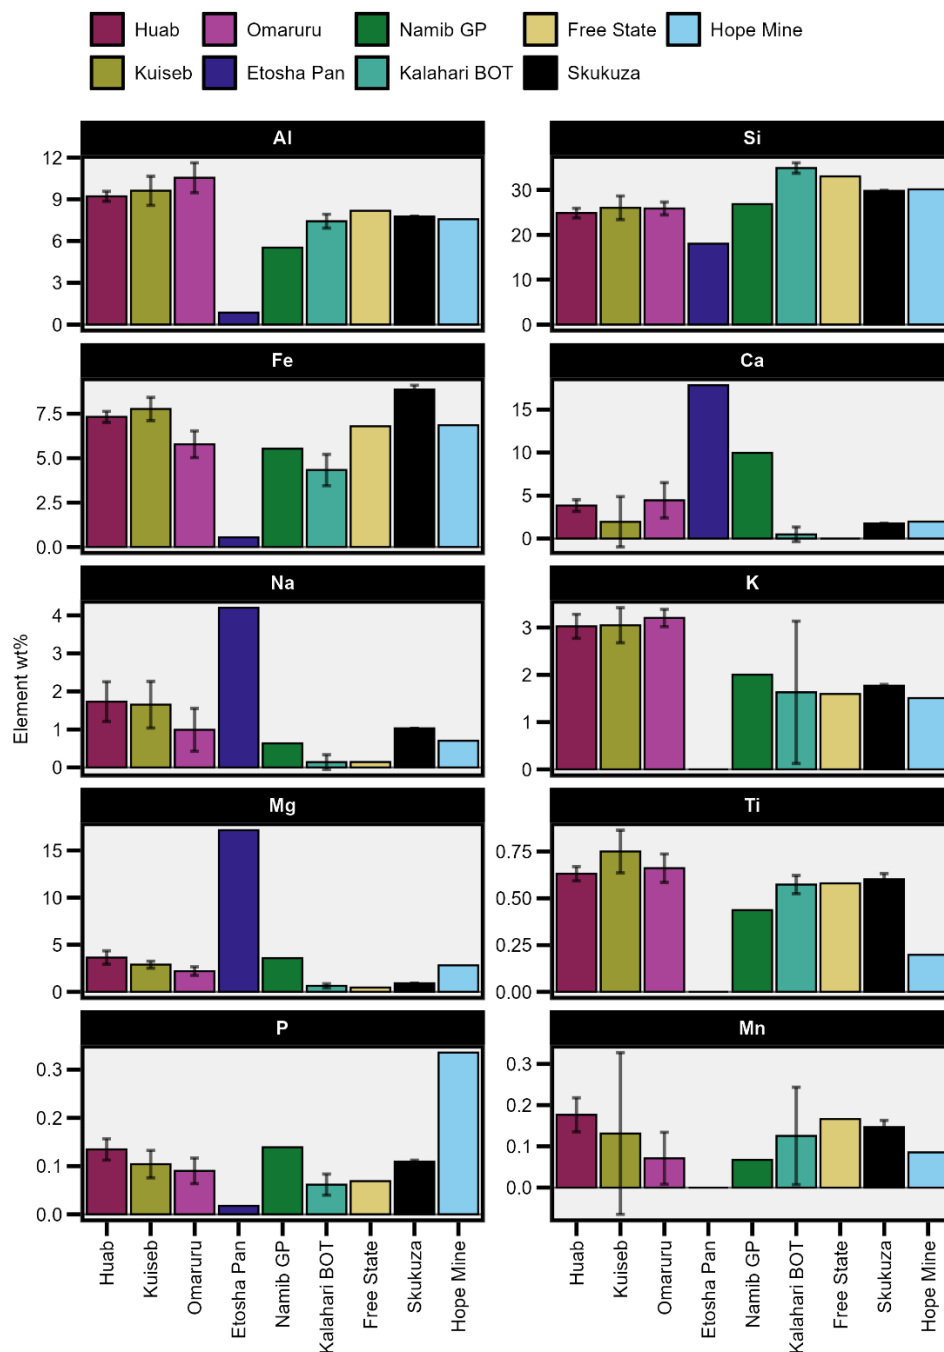 Huab Omaruru Namib GP Free State Hope Mine
Kuiseb Etosha Pan Kalahari BOT Skukuza
Al Si
12
9
6
3
0
30
20
10
0
Fe Ca
7.5
5.0
2.5
0.0
15
10
5
0
Na K
4
3
2
1
0
3
2
1
0
Element wt%
Mg Ti
15
10
5
0
0.75
0.50
0.25
0.00
P Mn
0.3
0.2
0.1
0.0
0.3
0.2
0.1
0.0
Huab
Kuiseb
Omaruru
Etosha Pan
Namib GP
Kalahari BOT
Free State
Skukuza
Hope Mine
Huab
Kuiseb
Omaruru
Etosha Pan
Namib GP
Kalahari BOT
Free State
Skukuza
Hope Mine